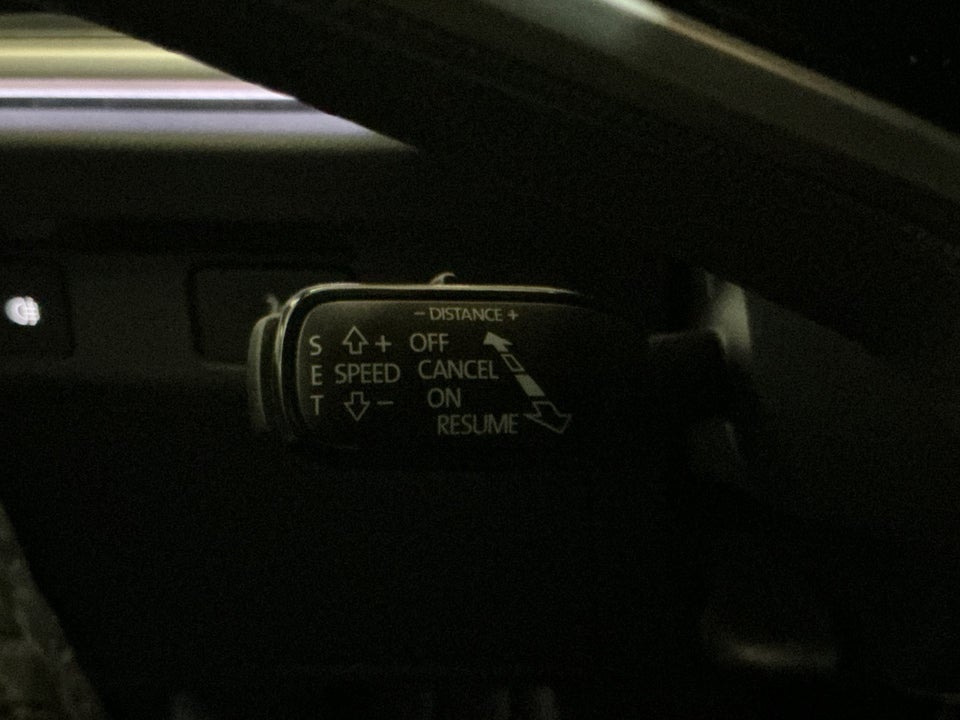 - DISTANCE +
S
E
T
+
SPEED
-
OFF
CANCEL
ON
RESUME